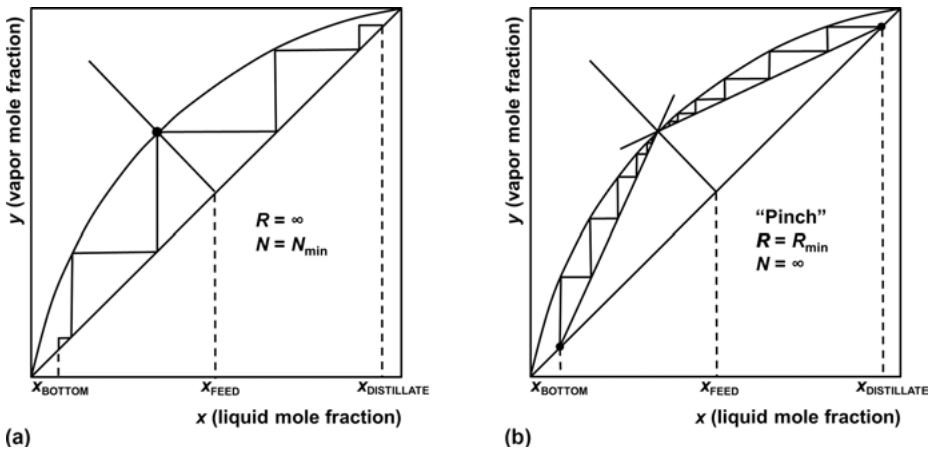 y (vapor mole fraction)
R = ∞
N = Nmin
xBOTTOM
xFEED
xDISTILLATE
x (liquid mole fraction)
(a)
y (vapor mole fraction)
“Pinch”
R = Rmin
N = ∞
xBOTTOM
xFEED
xDISTILLATE
x (liquid mole fraction)
(b)